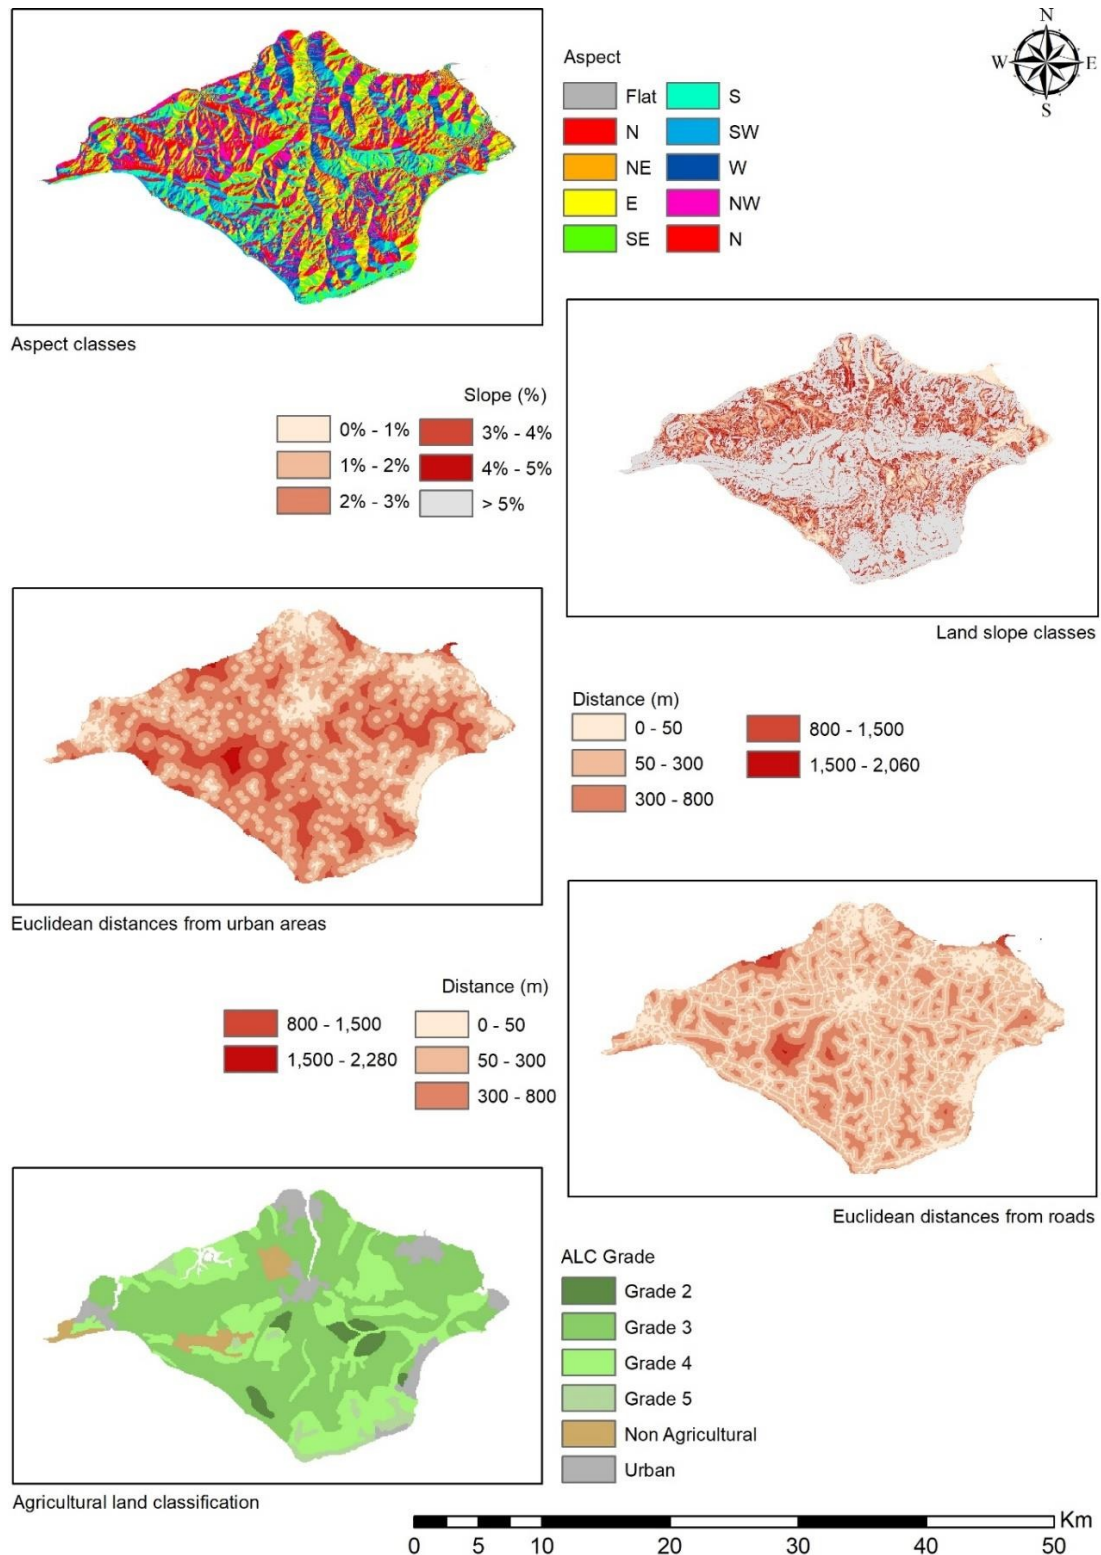 N
W E
S
Aspect
Flat S
N SW
NE W
E NW
SE N
Aspect classes
Slope (%)
0% - 1% 3% - 4%
1% - 2% 4% - 5%
2% - 3% > 5%
Land slope classes
Distance (m)
0 - 50 800 - 1,500
50 - 300 1,500 - 2,060
300 - 800
Euclidean distances from urban areas
Distance (m)
800 - 1,500 0 - 50
1,500 - 2,280 50 - 300
300 - 800
Euclidean distances from roads
ALC Grade
Grade 2
Grade 3
Grade 4
Grade 5
Non Agricultural
Urban
Agricultural land classification
Km
0 5 10 20 30 40 50